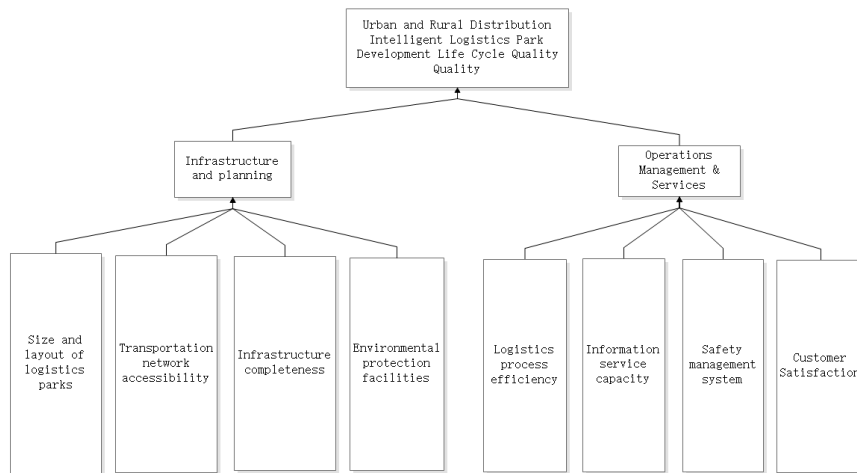 Urban and Rural Distribution
Intelligent Logistics Park
Development Life Cycle Quality
Quality
Infrastructure
and planning
Operations
Management &
Services
Size and
layout of
logistics
parks
Transportation
network
accessibility
Infrastructure
completeness
Environmental
protection
facilities
Logistics
process
efficiency
Information
service
capacity
Safety
management
system
Customer
Satisfaction